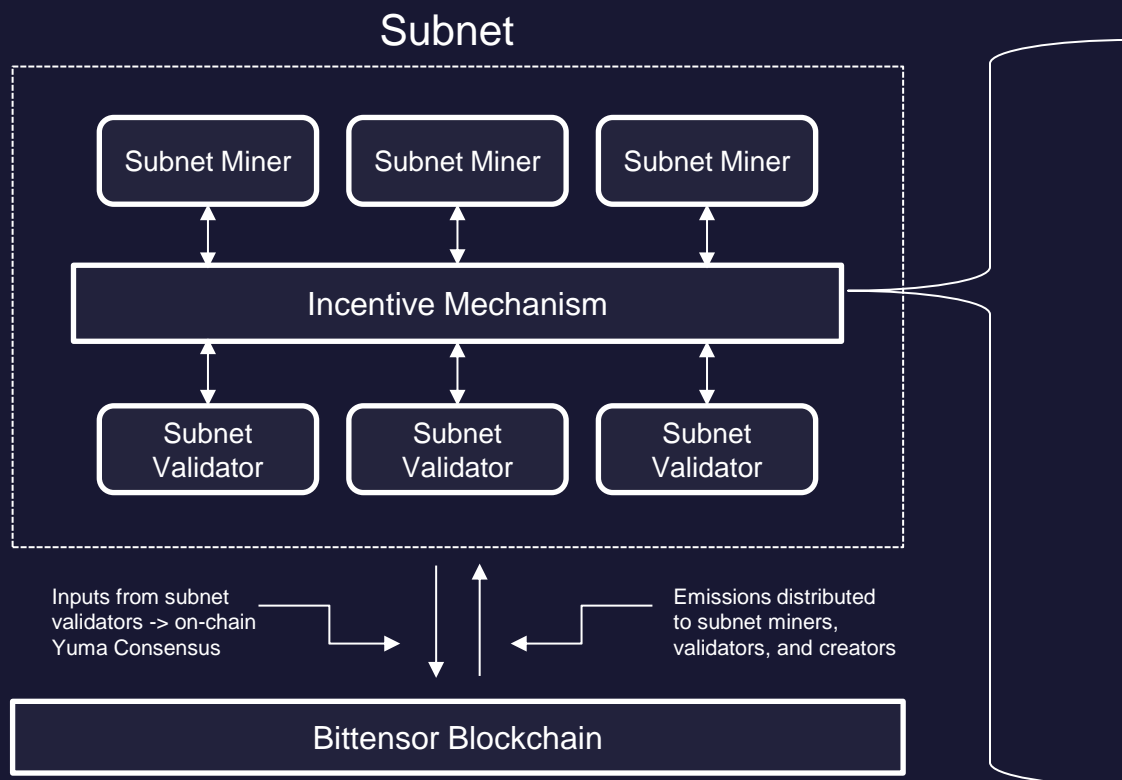 Subnet
Subnet Miner
Subnet Miner
Subnet Miner
Incentive Mechanism
Subnet
Validator
Subnet
Validator
Subnet
Validator
Inputs from subnet
validators -> on-chain
Yuma Consensus
Emissions distributed
to subnet miners,
validators, and creators
Bittensor Blockchain